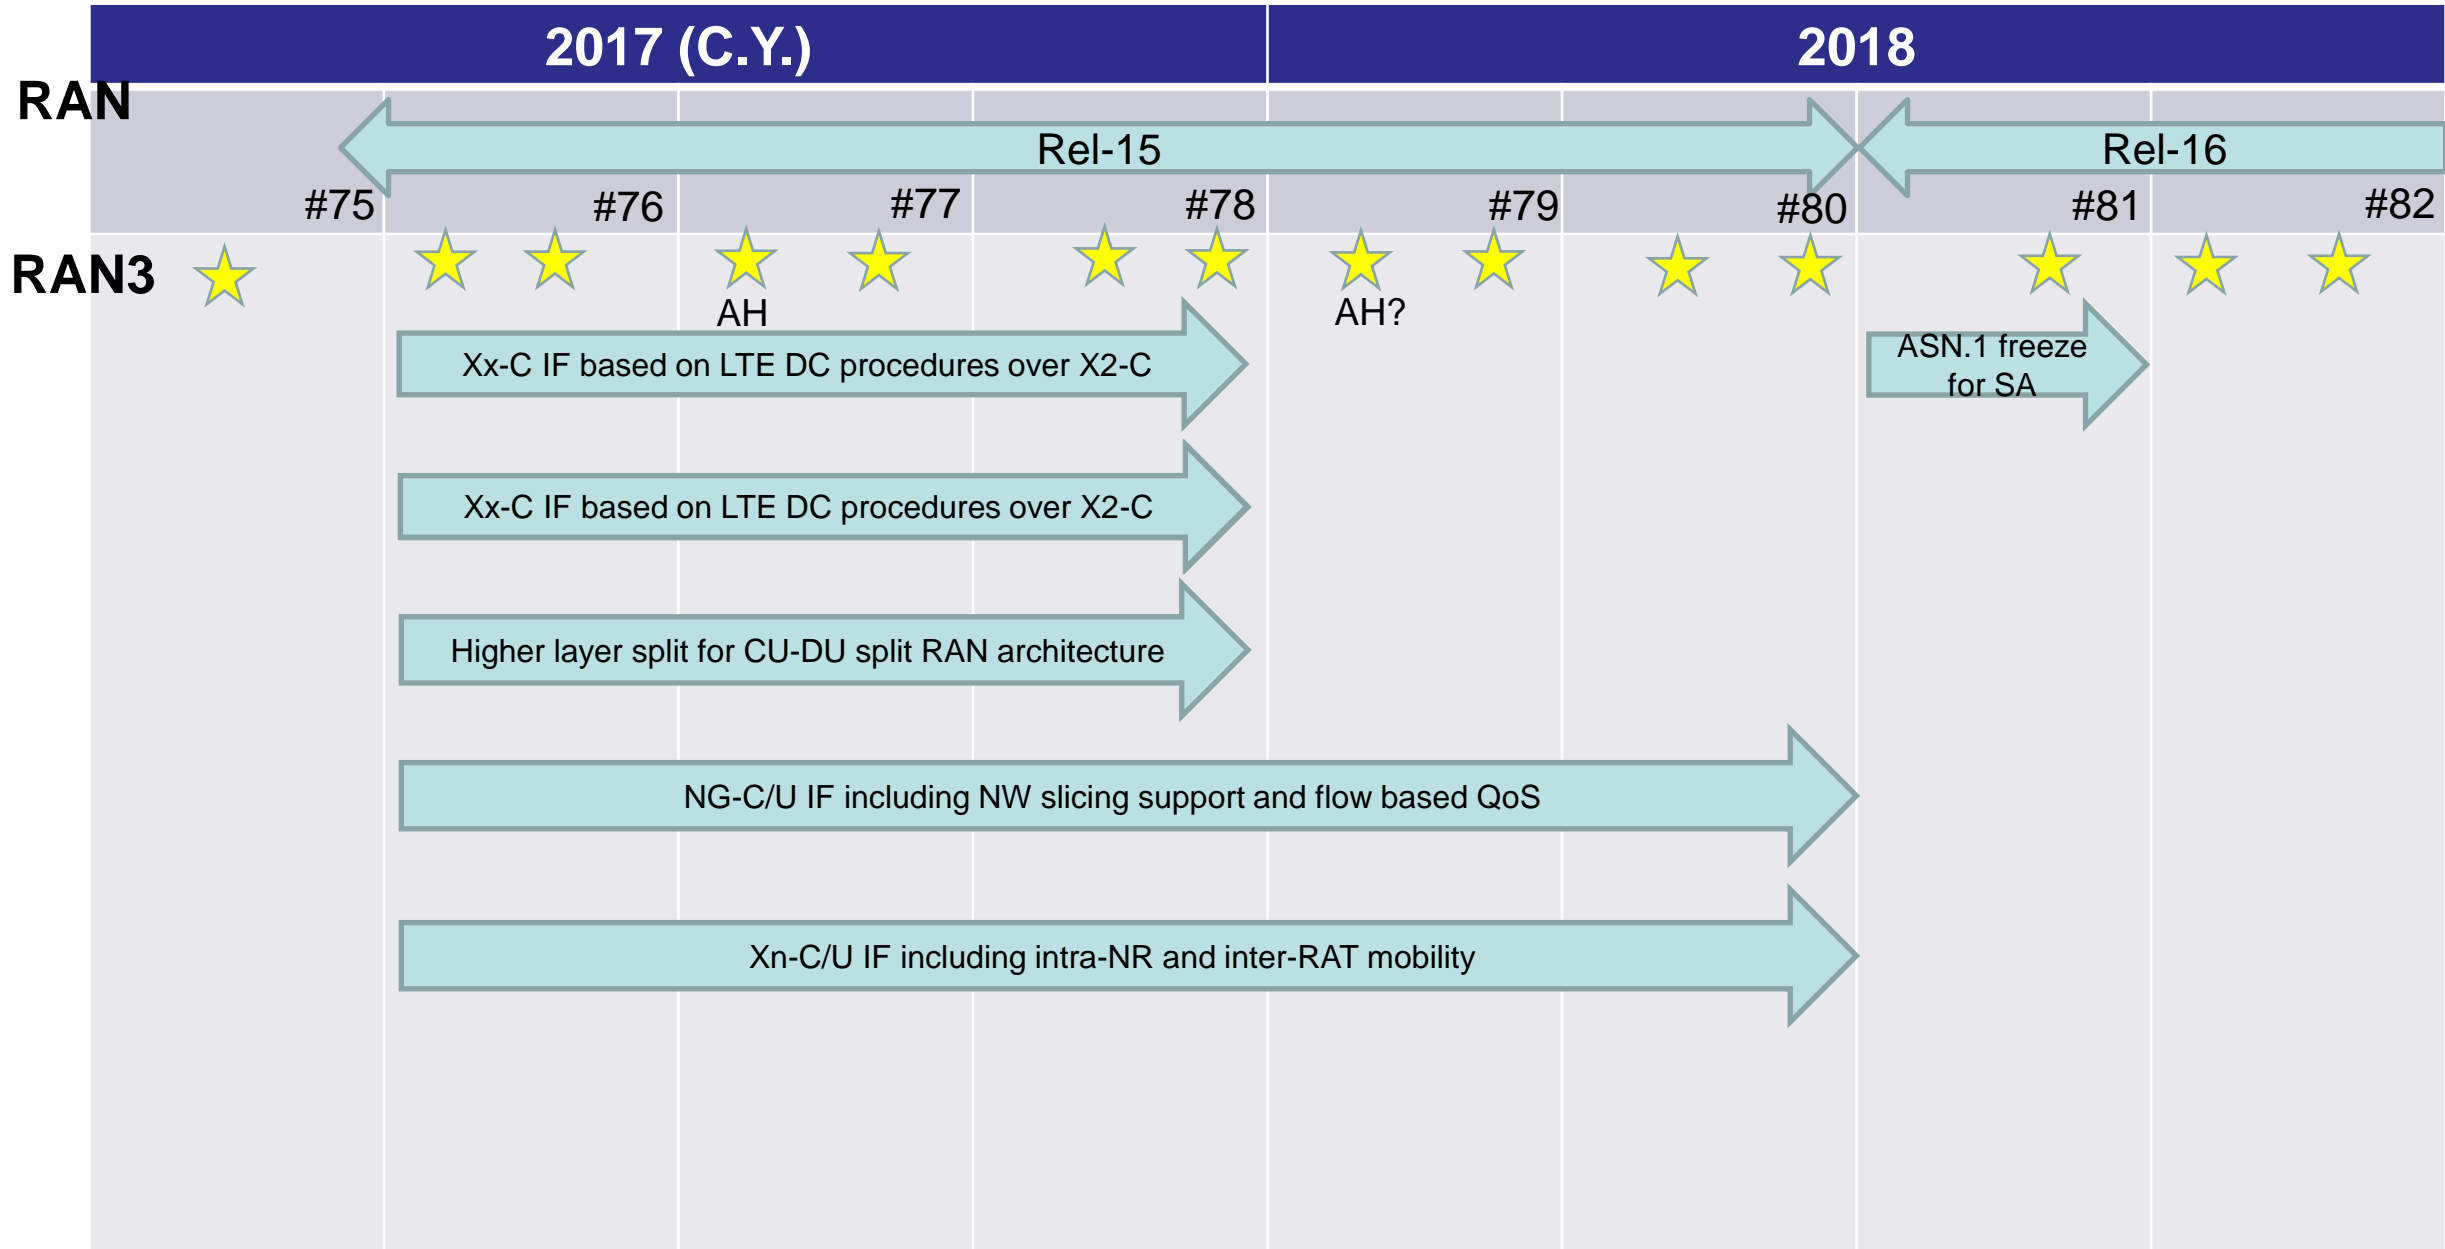 2017 (C.Y.)
2018
RAN
Rel-15
Rel-16
#75
#76
#77
#78
#79
#80
#81
#82
RAN3
AH
AH?
Xx-C IF based on LTE DC procedures over X2-C
ASN.1 freeze
for SA
Xx-C IF based on LTE DC procedures over X2-C
Higher layer split for CU-DU split RAN architecture
NG-C/U IF including NW slicing support and flow based QoS
Xn-C/U IF including intra-NR and inter-RAT mobility